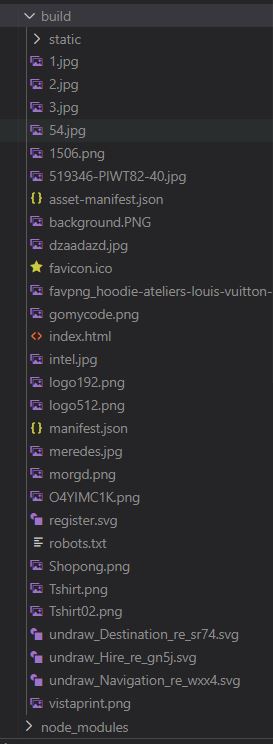 build
static
1.jpg
2.jpg
3.jpg
54.jpg
1506.png
519346-PIWT82-40.jpg
asset-manifest.json
background.PNG
dzaadazd.jpg
favicon.ico
favpng_hoodie-ateliers-louis-vuitton-
gomycode.png
index.html
intel.jpg
logo192.png
logo512.png
manifest.json
meredes.jpg
morgd.png
O4YIMC1K.png
register.svg
robots.txt
Shopong.png
Tshirt.png
Tshirt02.png
undraw_Destination_re_sr74.svg
undraw_Hire_re_gn5j.svg
undraw_Navigation_re_wxx4.svg
vistaprint.png
node_modules